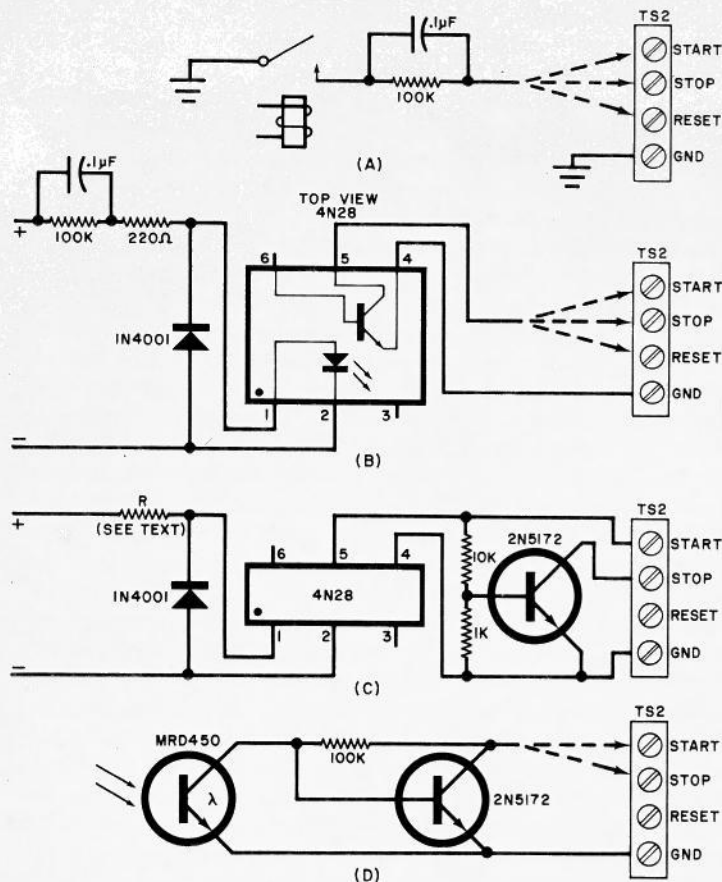 TS2
.1µF
START
STOP
100K
RESET
(A)
GND
.1µF
TOP VIEW
4N28
+
100K
220Ω
6
5
4
TS2
START
1N4001
STOP
RESET
1
2
3
GND
−
(B)
R
TS2
+
(SEE TEXT)
2N5172
6
5
4
10K
START
1N4001
4N28
STOP
1
2
3
1K
RESET
−
GND
(C)
TS2
MRD450
START
100K
λ
2N5172
STOP
RESET
GND
(D)